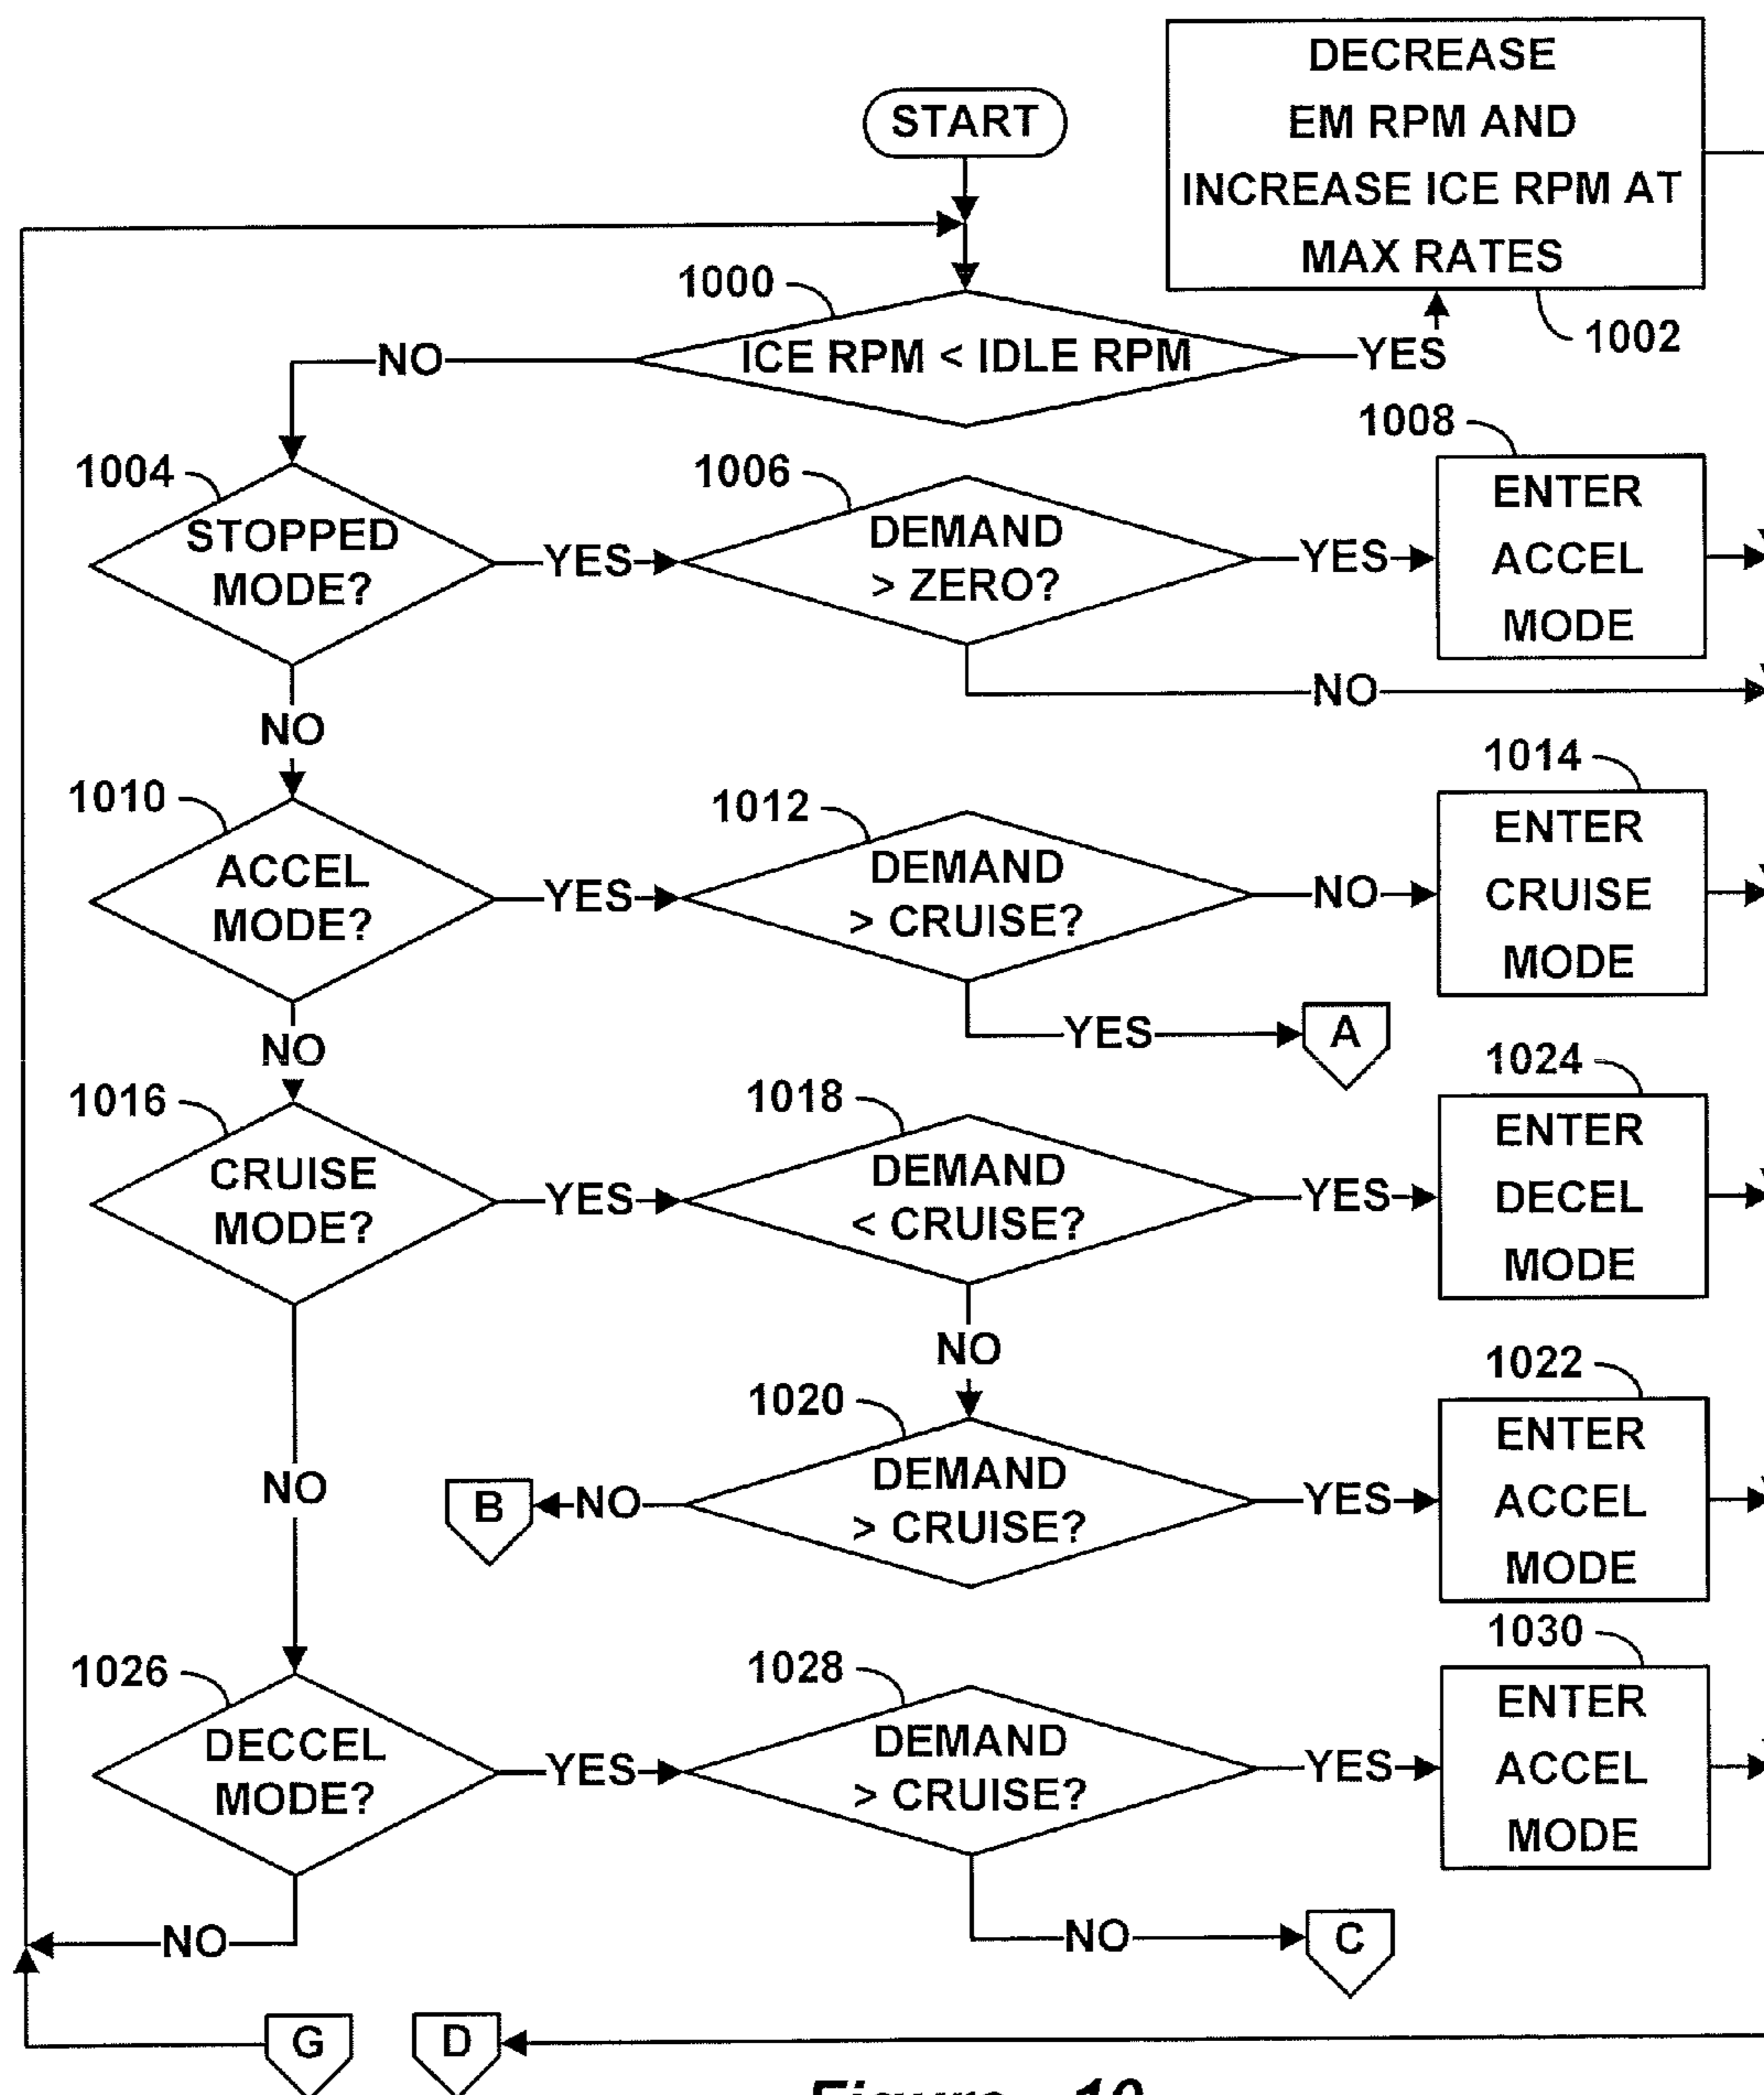 DECREASE
EM RPM AND
INCREASE ICE RPM AT
MAX RATES
START
1000
1002
ICE RPM < IDLE RPM
NO
YES
1004
1006
1008
STOPPED
MODE?
YES
DEMAND
> ZERO?
YES
ENTER
ACCEL
MODE
NO
NO
1010
1012
1014
ACCEL
MODE?
YES
DEMAND
> CRUISE?
NO
ENTER
CRUISE
MODE
NO
YES
A
1016
1018
1024
CRUISE
MODE?
YES
DEMAND
< CRUISE?
YES
ENTER
DECEL
MODE
NO
NO
1020
1022
B
NO
DEMAND
> CRUISE?
YES
ENTER
ACCEL
MODE
1026
1028
1030
DECCEL
MODE?
YES
DEMAND
> CRUISE?
YES
ENTER
ACCEL
MODE
NO
NO
C
G
D